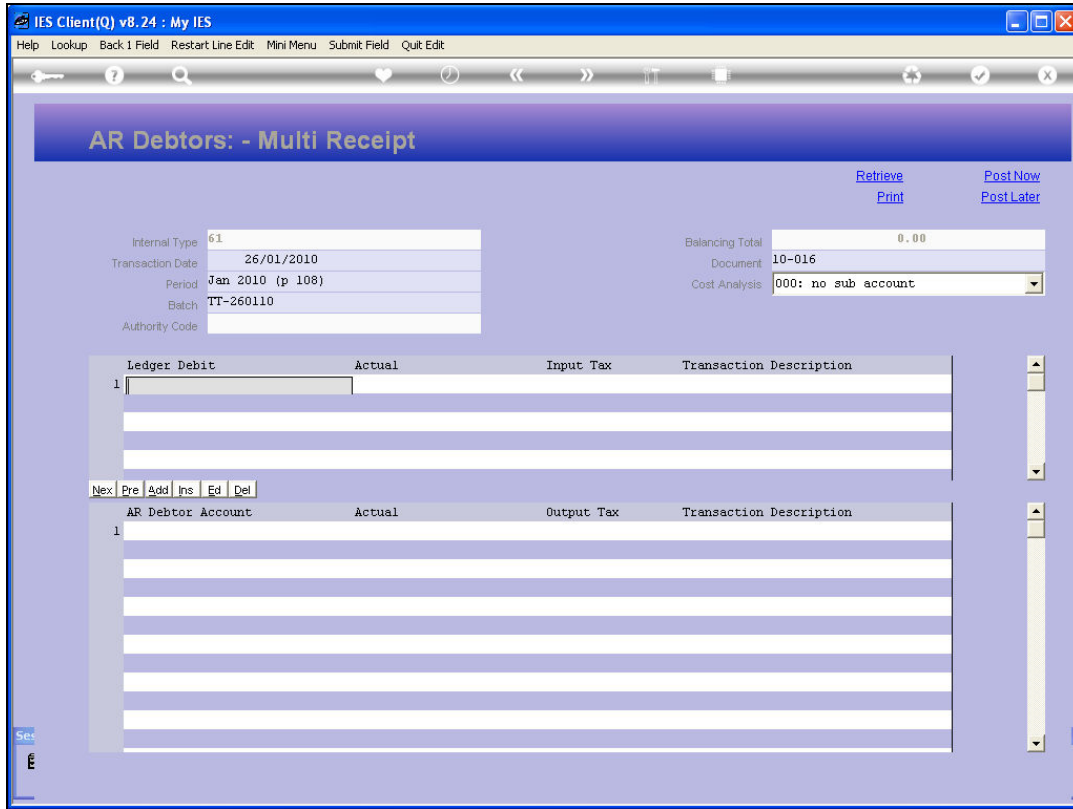 IES Client(Q) v8.24 : My IES
Help Lookup Back 1 Field Restart Line Edit Mini Menu Submit Field Quit Edit
AR Debtors: - Multi Receipt
Retrieve Post Now
Print Post Later
Internal Type 61 Balancing Total 0.00
Transaction Date 26/01/2010 Document 10-016
Period Jan 2010 (p 108) Cost Analysis 000: no sub account
Batch TT-260110
Authority Code
Ledger Debit Actual Input Tax Transaction Description
1
Nex Pre Add Ins Ed Del
AR Debtor Account Actual Output Tax Transaction Description
1
Ses